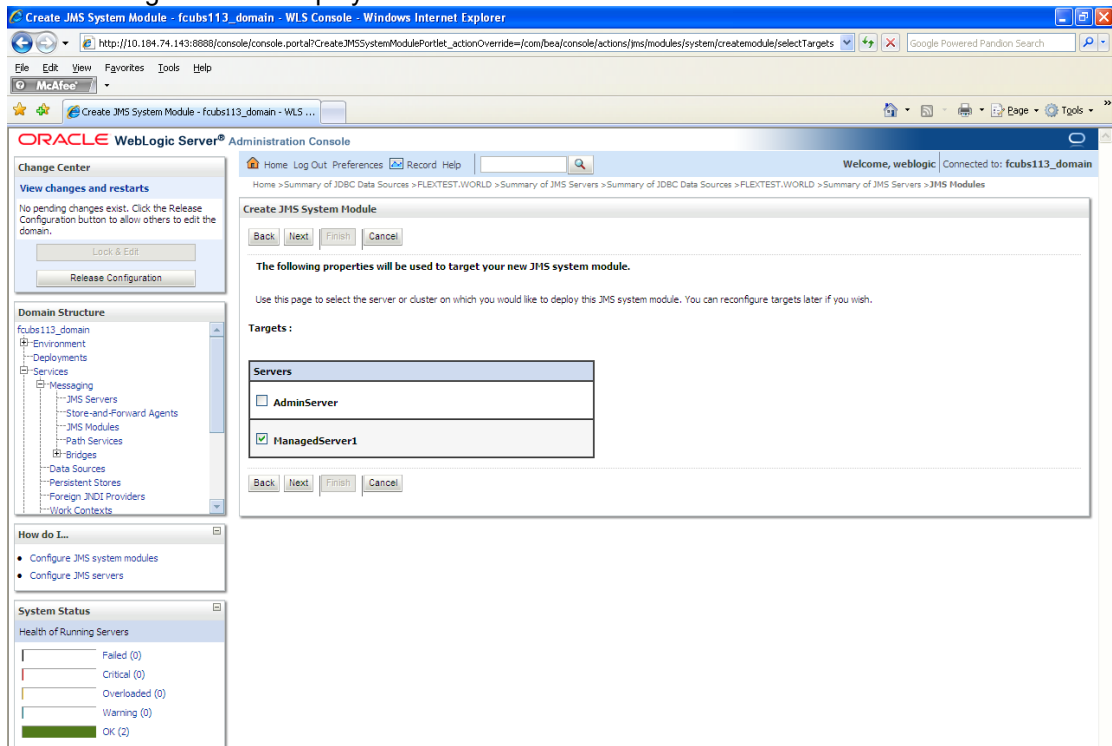 Create JMS System Module - fcubs113_domain - WLS Console - Windows Internet Explorer
http://10.184.74.143:8888/console/console.portal?CreateJMSSystemModulePortlet_actionOverride=/com/bea/console/actions/jms/modules/system/createmodule/selectTargets
Google Powered Pandion Search
File Edit View Favorites Tools Help
McAfee
Create JMS System Module - fcubs113_domain - WLS ...
Page Tools
ORACLE WebLogic Server® Administration Console
Change Center
View changes and restarts
No pending changes exist. Click the Release
Configuration button to allow others to edit the
domain.
Lock & Edit
Release Configuration
Domain Structure
fcubs113_domain
Environment
Deployments
Services
Messaging
JMS Servers
Store-and-Forward Agents
JMS Modules
Path Services
Bridges
Data Sources
Persistent Stores
Foreign JNDI Providers
Work Contexts
How do I...
Configure JMS system modules
Configure JMS servers
System Status
Health of Running Servers
Failed (0)
Critical (0)
Overloaded (0)
Warning (0)
OK (2)
Home Log Out Preferences Record Help
Welcome, weblogic Connected to: fcubs113_domain
Home >Summary of JDBC Data Sources >FLEXTEST.WORLD >Summary of JMS Servers >Summary of JDBC Data Sources >FLEXTEST.WORLD >Summary of JMS Servers >JMS Modules
Create JMS System Module
Back Next Finish Cancel
The following properties will be used to target your new JMS system module.
Use this page to select the server or cluster on which you would like to deploy this JMS system module. You can reconfigure targets later if you wish.
Targets :
Servers
AdminServer
ManagedServer1
Back Next Finish Cancel